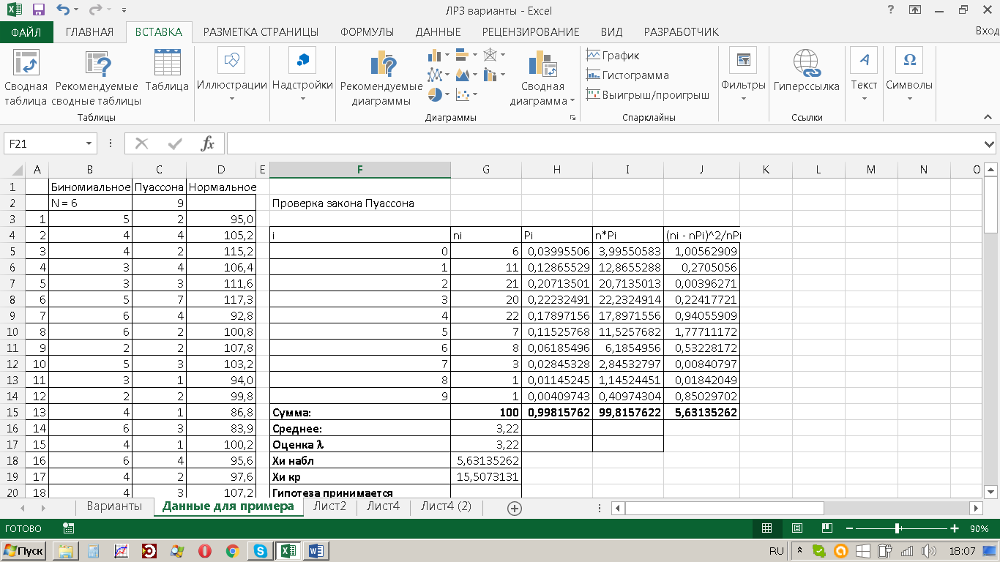 ЛР3 варианты - Excel
ФАЙЛ ГЛАВНАЯ ВСТАВКА РАЗМЕТКА СТРАНИЦЫ ФОРМУЛЫ ДАННЫЕ РЕЦЕНЗИРОВАНИЕ ВИД РАЗРАБОТЧИК Вход
График
Гистограмма
Выигрыш/проигрыш
Сводная таблица Рекомендуемые сводные таблицы Таблица Иллюстрации Надстройки Рекомендуемые диаграммы Сводная диаграмма Фильтры Гиперссылка Текст Символы
Таблицы Диаграммы Спарклайны Ссылки
F21 fx
A B C D E F G H I J K L M N O
1 Биномиальное Пуассона Нормальное
2 N = 6 9 Проверка закона Пуассона
3 1 5 2 95,0
4 2 4 4 105,2 i ni Pi n*Pi (ni - nPi)^2/nPi
5 3 4 2 115,2 0 6 0,03995506 3,99550583 1,00562909
6 4 3 4 106,4 1 11 0,12865529 12,8655288 0,2705056
7 5 3 3 111,6 2 21 0,20713501 20,7135013 0,00396271
8 6 5 7 117,3 3 20 0,22232491 22,2324914 0,22417721
9 7 6 4 92,8 4 22 0,17897156 17,8971556 0,94055909
10 8 6 2 100,8 5 7 0,11525768 11,5257682 1,77711172
11 9 2 2 107,8 6 8 0,06185496 6,1854956 0,53228172
12 10 5 3 103,2 7 3 0,02845328 2,84532797 0,00840797
13 11 3 1 94,0 8 1 0,01145245 1,14524451 0,01842049
14 12 2 2 99,8 9 1 0,00409743 0,40974304 0,85029702
15 13 4 1 86,8 Сумма: 100 0,99815762 99,8157622 5,63135262
16 14 6 3 83,9 Среднее: 3,22
17 15 4 1 100,2 Оценка λ 3,22
18 16 6 4 95,6 Хи набл 5,63135262
19 17 4 2 97,6 Хи кр 15,5073131
20 18 4 3 107,2 Гипотеза принимается
Варианты Данные для примера Лист2 Лист4 Лист4 (2)
ГОТОВО 90%
Пуск RU 18:07